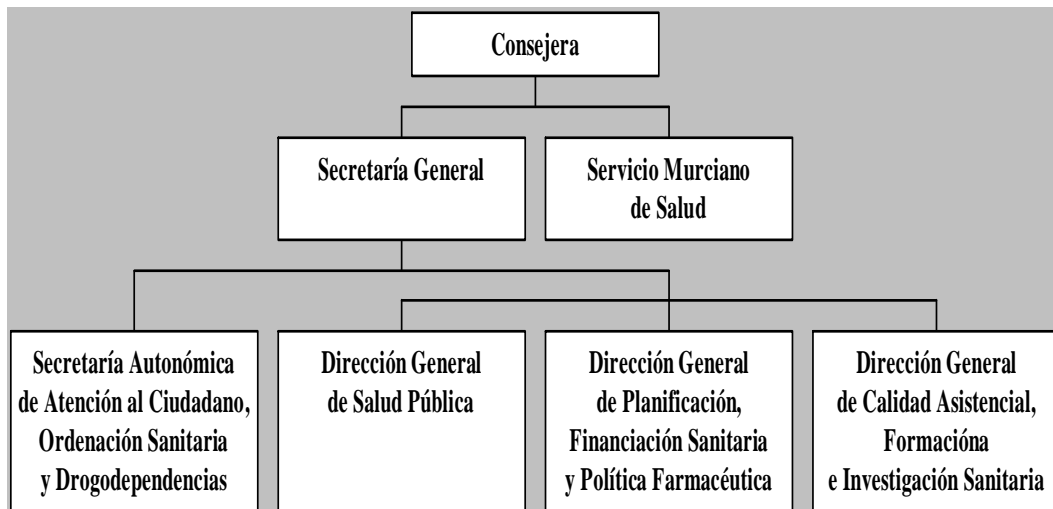 Consejera
Secretaría General
Servicio Murciano
de Salud
Secretaría Autonómica
de Atención al Ciudadano,
Ordenación Sanitaria
y Drogodependencias
Dirección General
de Salud Pública
Dirección General
de Planificación,
Financiación Sanitaria
y Política Farmacéutica
Dirección General
de Calidad Asistencial,
Formacióna
e Investigación Sanitaria